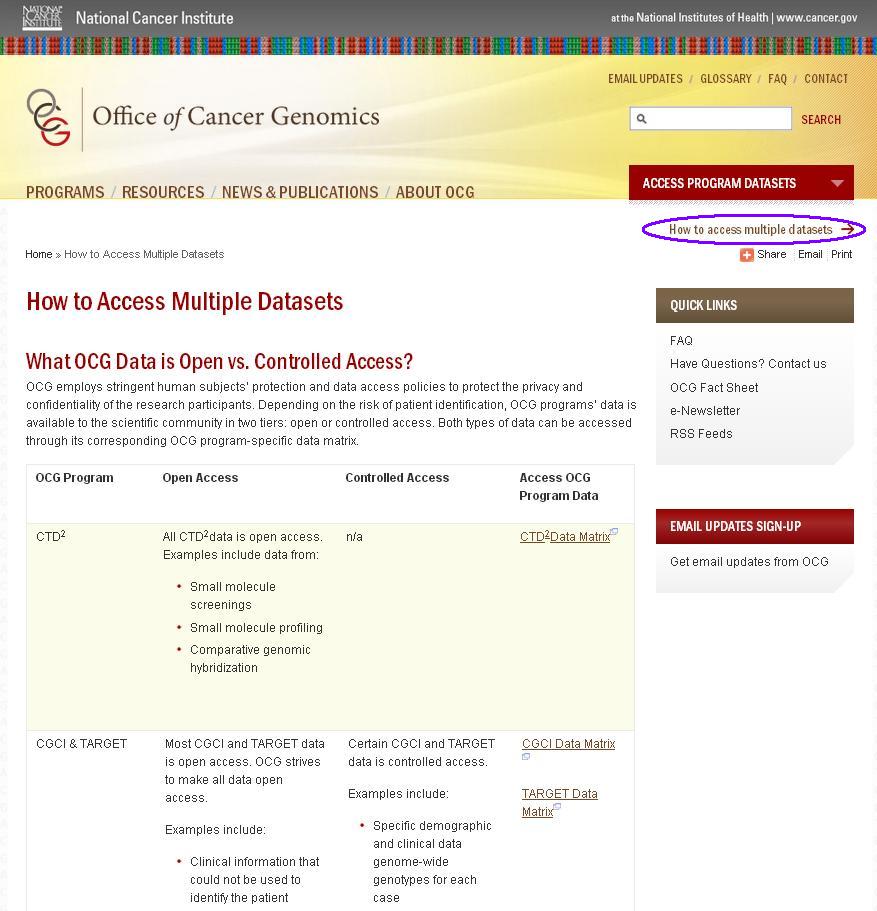 NATIONAL CANCER INSTITUTE
National Cancer Institute
at the National Institutes of Health | www.cancer.gov
EMAIL UPDATES / GLOSSARY / FAQ / CONTACT
OCG
Office of Cancer Genomics
SEARCH
PROGRAMS / RESOURCES / NEWS & PUBLICATIONS / ABOUT OCG
ACCESS PROGRAM DATASETS
How to access multiple datasets
Home » How to Access Multiple Datasets
Share Email Print
How to Access Multiple Datasets
What OCG Data is Open vs. Controlled Access?
OCG employs stringent human subjects' protection and data access policies to protect the privacy and
confidentiality of the research participants. Depending on the risk of patient identification, OCG programs' data is
available to the scientific community in two tiers: open or controlled access. Both types of data can be accessed
through its corresponding OCG program-specific data matrix.
OCG Program
Open Access
Controlled Access
Access OCG
Program Data
CTD²
All CTD² data is open access.
Examples include data from:
• Small molecule
screenings
• Small molecule profiling
• Comparative genomic
hybridization
n/a
CTD² Data Matrix
CGCI & TARGET
Most CGCI and TARGET data
is open access. OCG strives
to make all data open
access.
Examples include:
• Clinical information that
could not be used to
identify the patient
Certain CGCI and TARGET
data is controlled access.
Examples include:
• Specific demographic
and clinical data
genome-wide
genotypes for each
case
CGCI Data Matrix
TARGET Data
Matrix
QUICK LINKS
FAQ
Have Questions? Contact us
OCG Fact Sheet
e-Newsletter
RSS Feeds
EMAIL UPDATES SIGN-UP
Get email updates from OCG